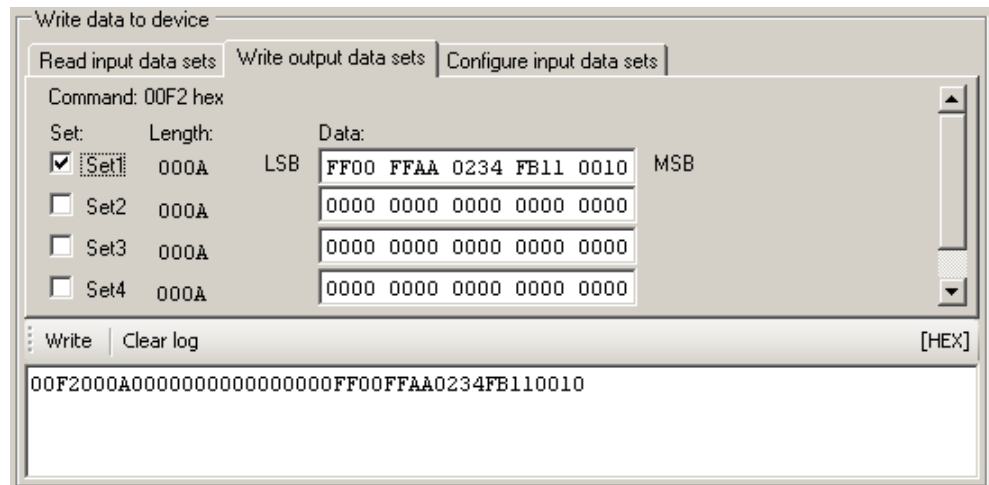 Write data to device
Read input data sets Write output data sets Configure input data sets
Command: 00F2 hex
Set: Length: Data:
Set1 000A LSB FF00 FFAA 0234 FB11 0010 MSB
Set2 000A 0000 0000 0000 0000 0000
Set3 000A 0000 0000 0000 0000 0000
Set4 000A 0000 0000 0000 0000 0000
Write Clear log [HEX]
00F2000A0000000000000000FF00FFAA0234FB110010